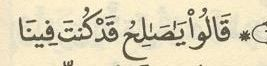 * قَالُوا۟ يَـٰصَـٰلِحُ قَدْ كُنتَ فِينَا